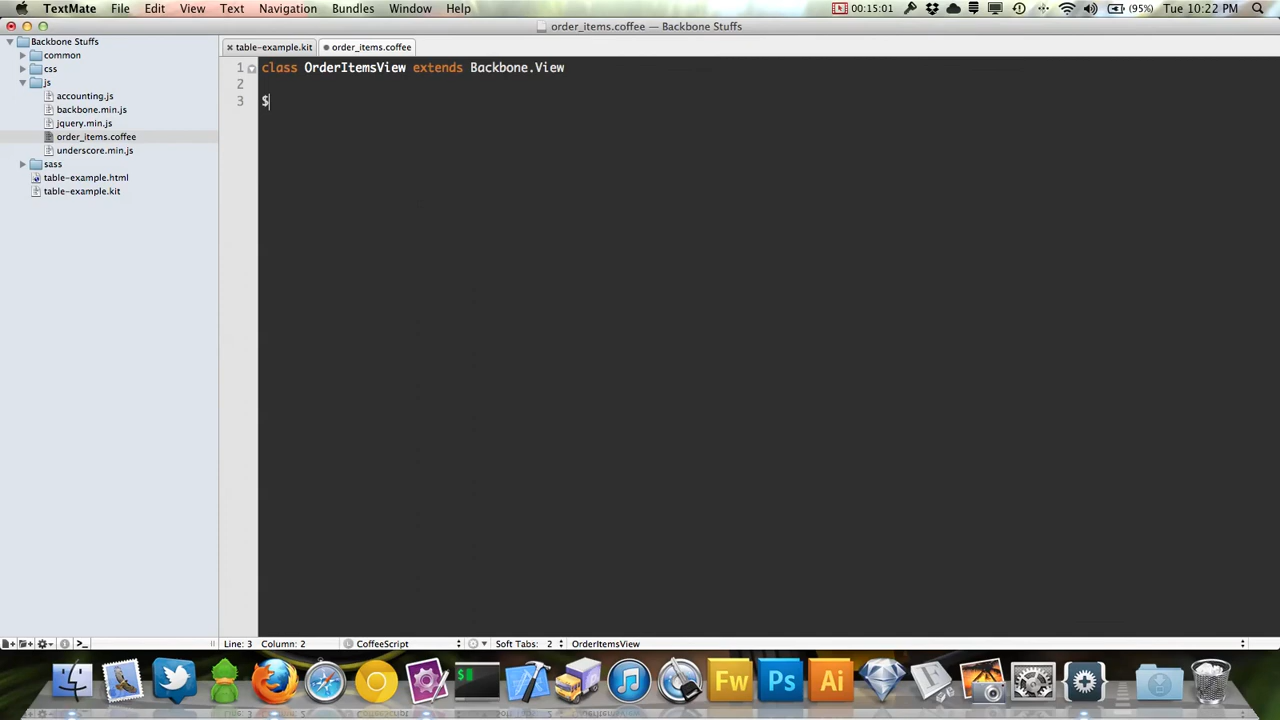 TextMate File Edit View Text Navigation Bundles Window Help 00:15:01 (95%) Tue 10:22 PM
order_items.coffee — Backbone Stuffs
Backbone Stuffs
common
css
js
accounting.js
backbone.min.js
jquery.min.js
order_items.coffee
underscore.min.js
sass
table-example.html
table-example.kit
table-example.kit order_items.coffee
1 class OrderItemsView extends Backbone.View
2
3 $
Line: 3 Column: 2 CoffeeScript Soft Tabs: 2 OrderItemsView
$ Fw Ps Ai